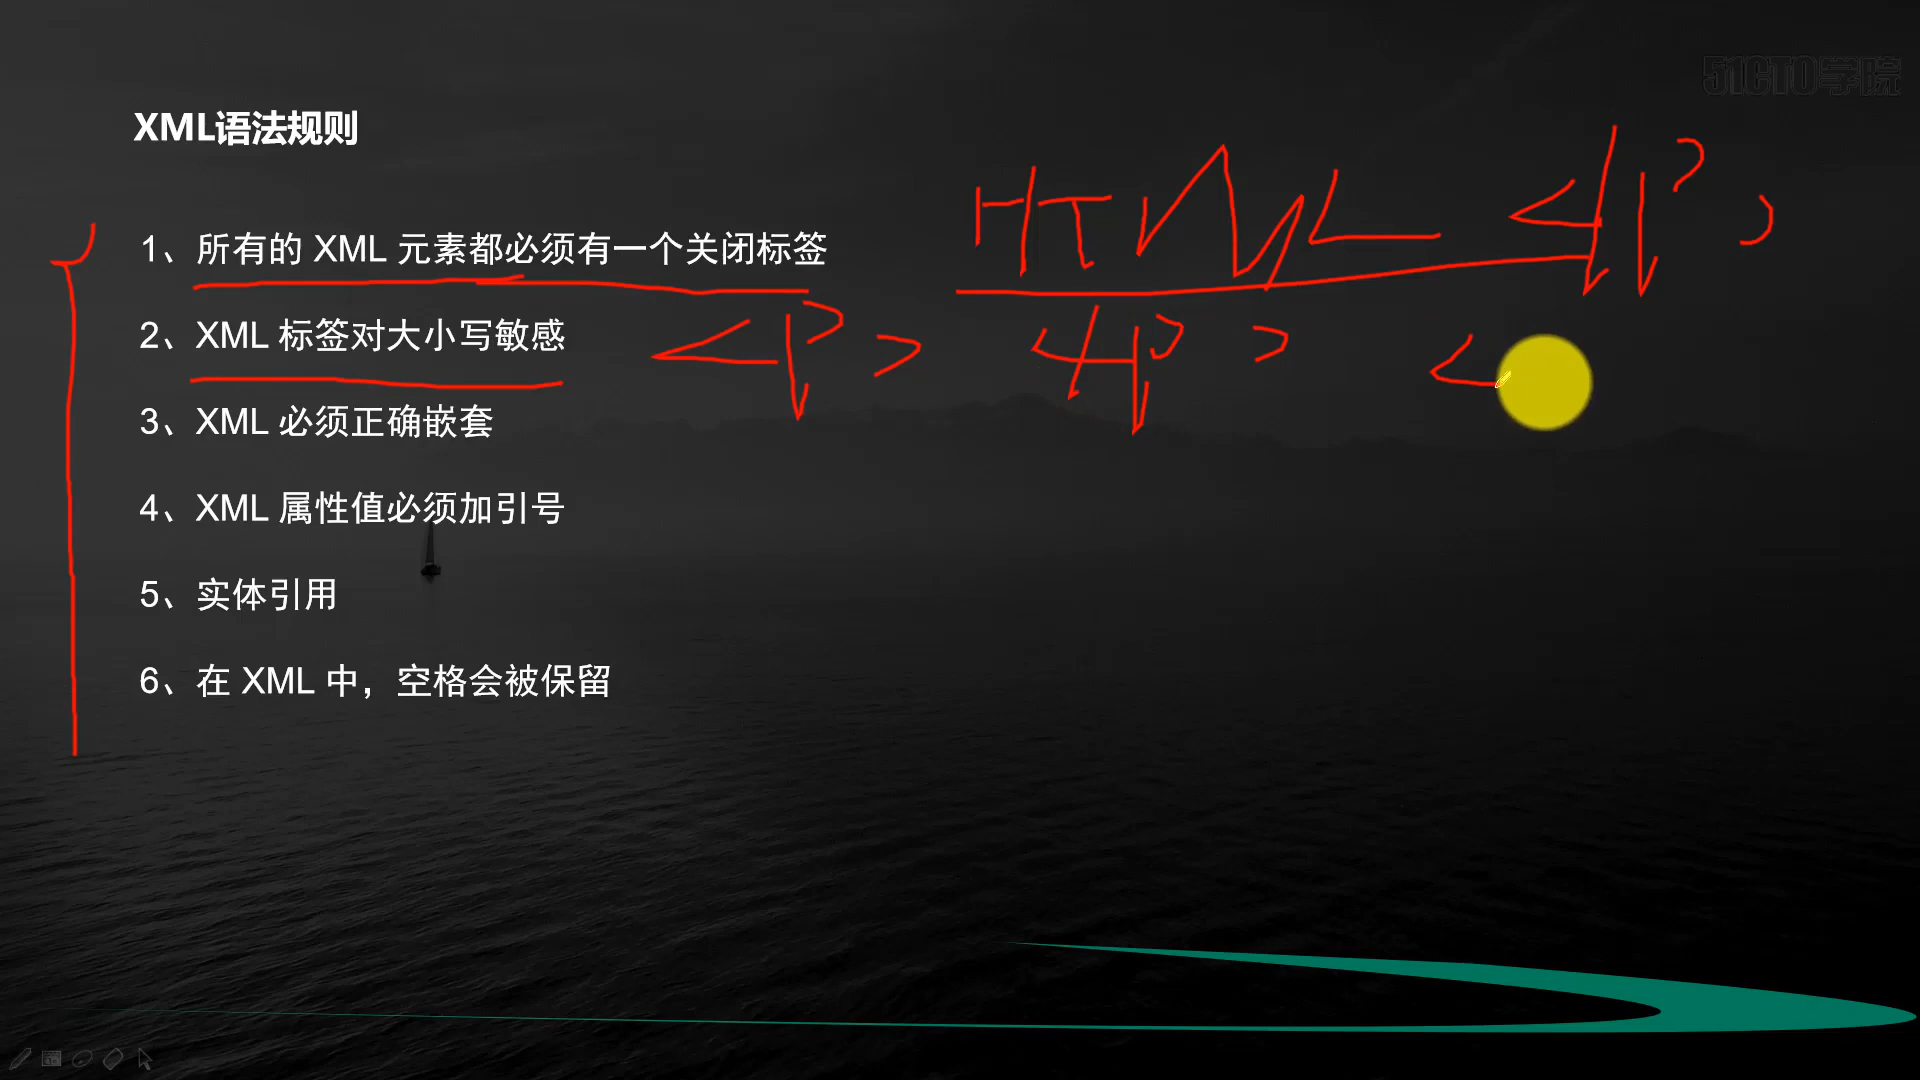 51CTO学院
XML语法规则
HTML </p>
1、所有的 XML 元素都必须有一个关闭标签
2、XML 标签对大小写敏感
<p> </p> <
3、XML 必须正确嵌套
4、XML 属性值必须加引号
5、实体引用
6、在 XML 中，空格会被保留